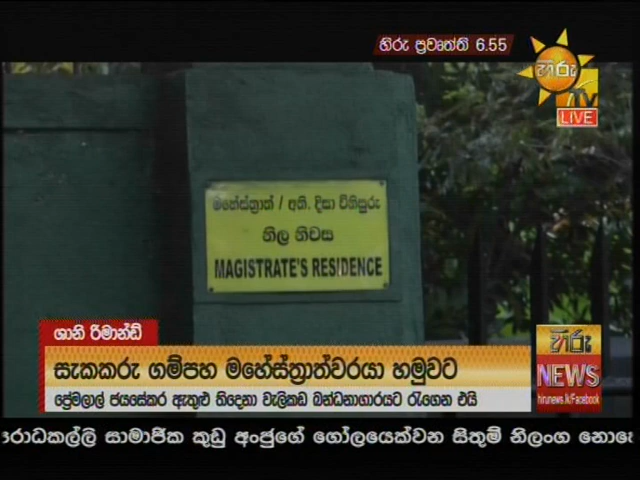 හිරු ප්‍රවෘත්ති 6.55
හිරු
TV
LIVE
මහේස්ත්‍රාත් / අති. දිසා විනිසුරු
නිල නිවස
MAGISTRATE'S RESIDENCE
ශානි රිමාන්ඩ්
සැකකරු ගම්පහ මහේස්ත්‍රාත්වරයා හමුවට
ප්‍රේමලාල් ජයසේකර ඇතුළු තිදෙනා වැලිකඩ බන්ධනාගාරයට රැගෙන එයි
හිරු
NEWS
hirunews.lk/Facebook
රාධකල්ලි සාමාජික කුඩු අංජුගේ ගෝලයෙක්වන සිතුම් නිලංග